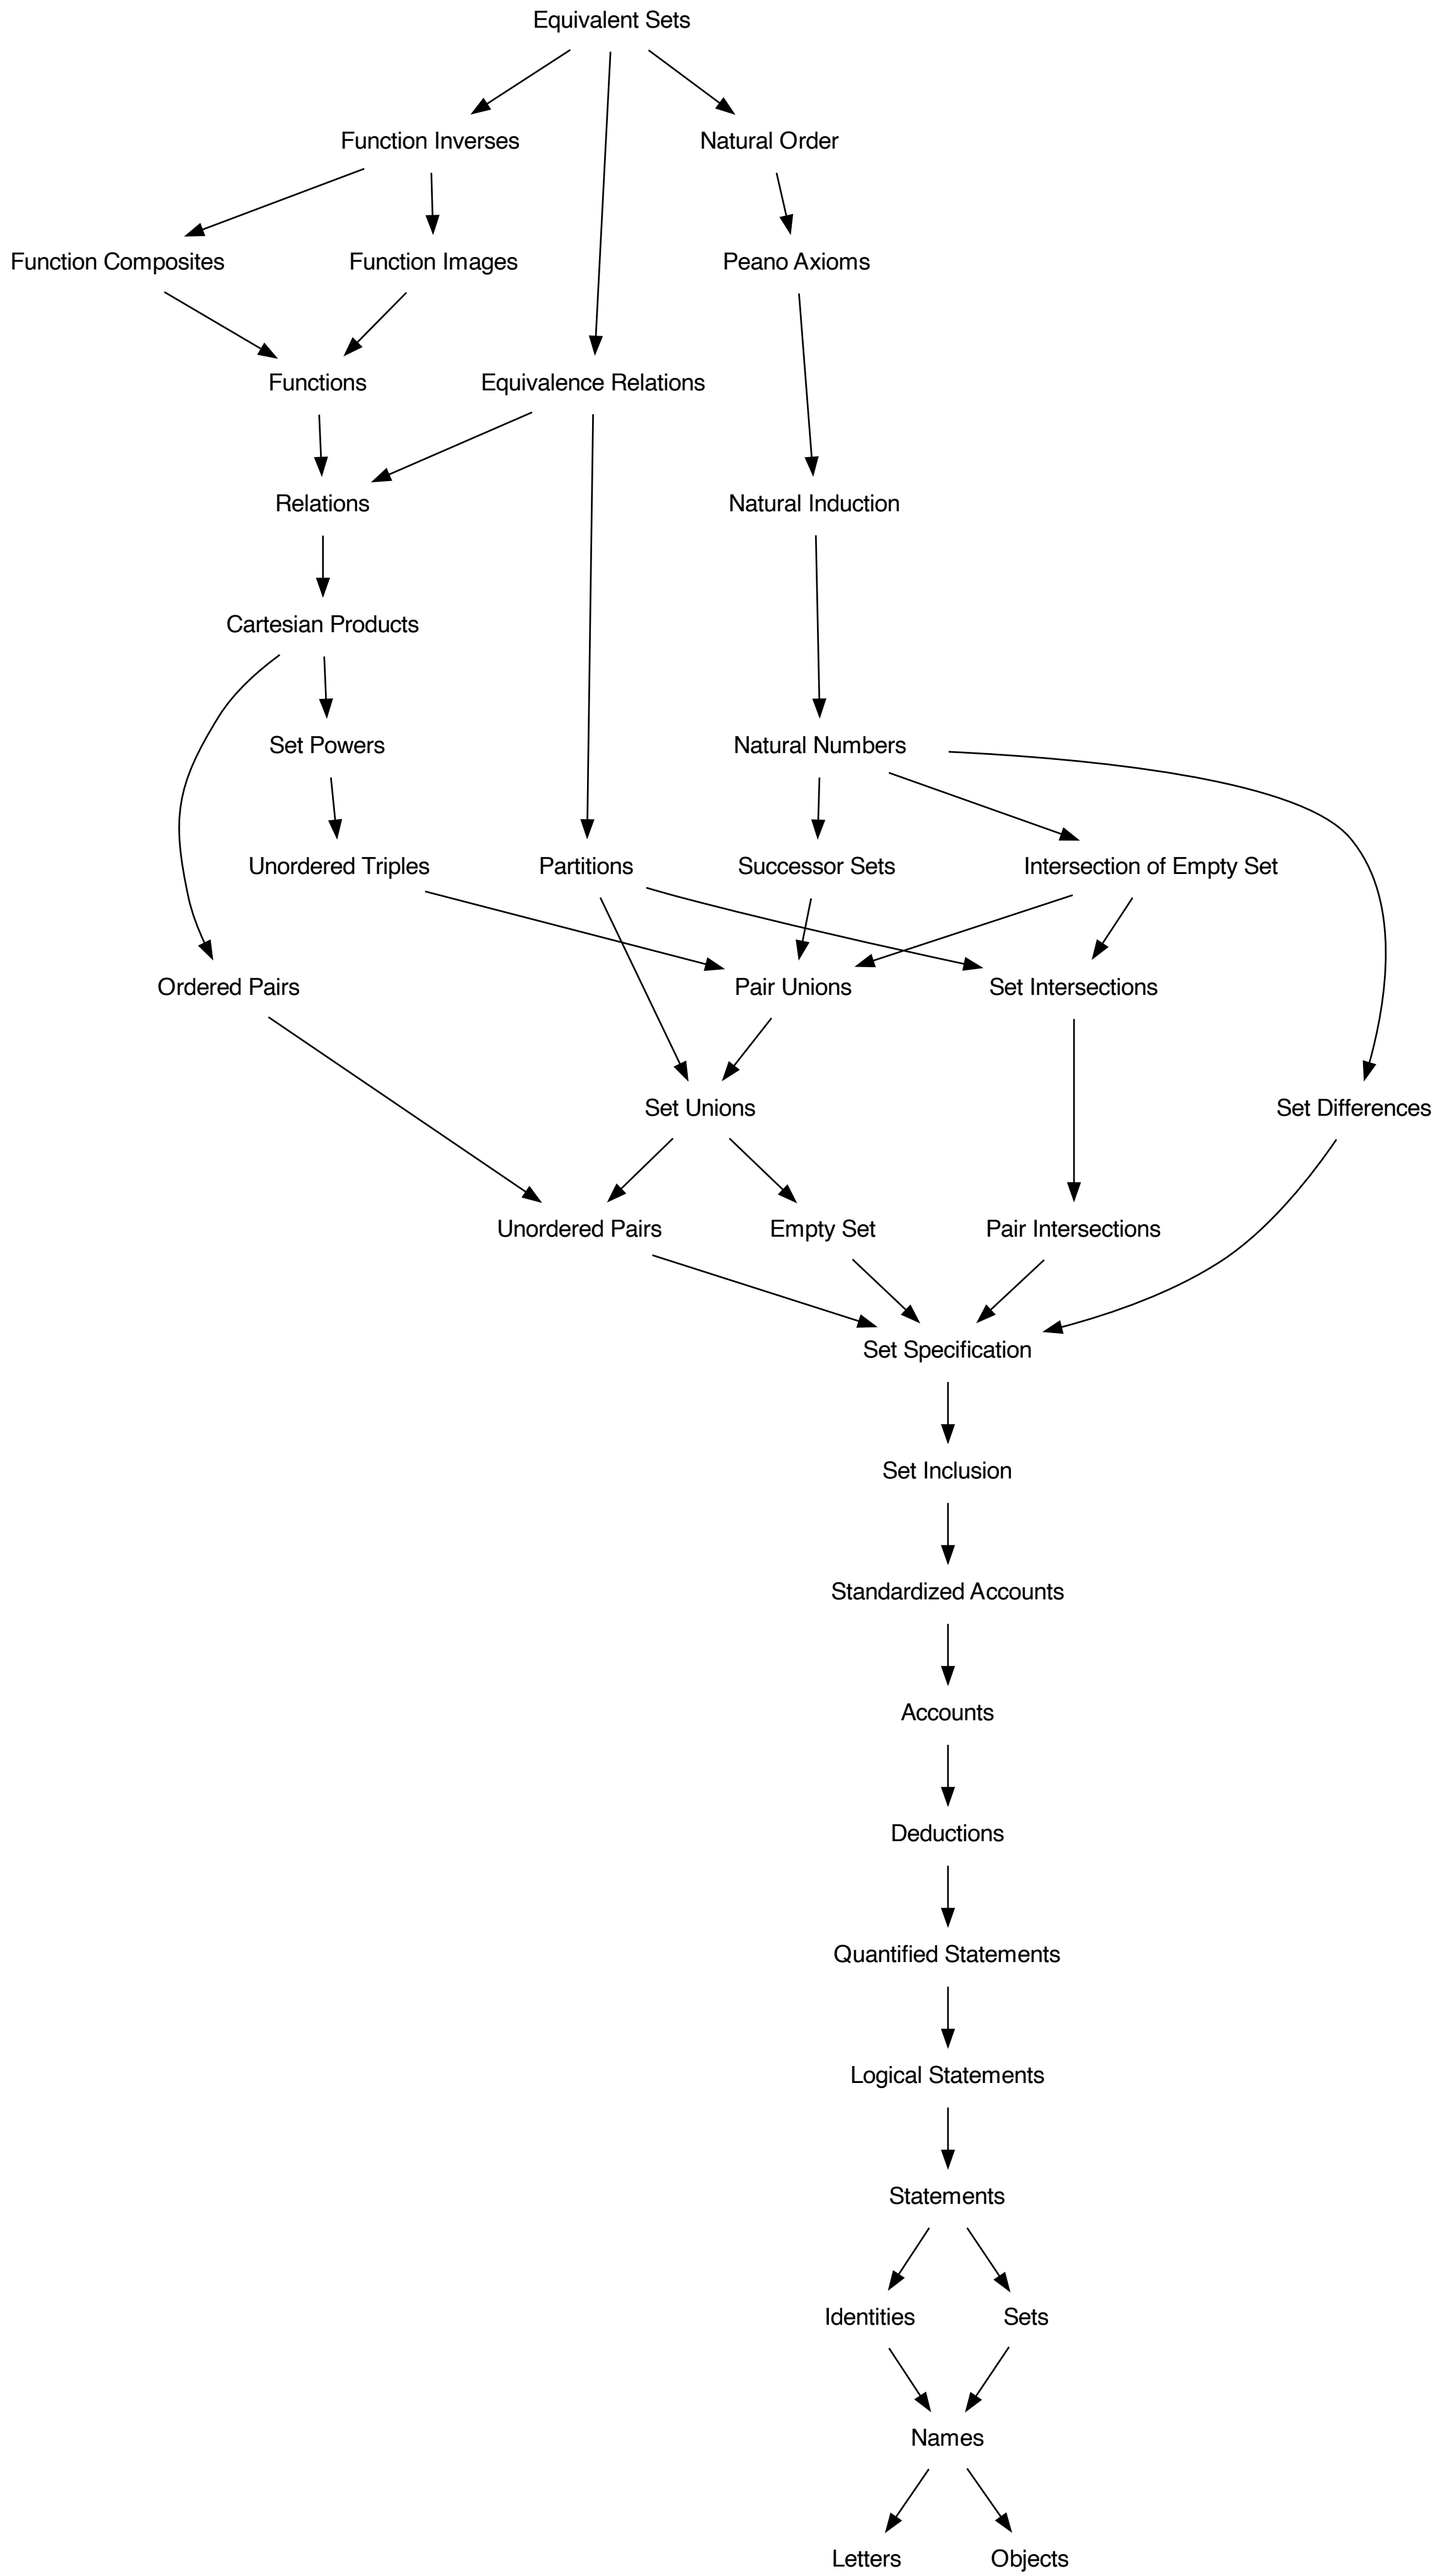 Equivalent Sets
Function Inverses
Natural Order
Function Composites
Function Images
Peano Axioms
Functions
Equivalence Relations
Relations
Natural Induction
Cartesian Products
Set Powers
Natural Numbers
Unordered Triples
Partitions
Successor Sets
Intersection of Empty Set
Ordered Pairs
Pair Unions
Set Intersections
Set Unions
Set Differences
Unordered Pairs
Empty Set
Pair Intersections
Set Specification
Set Inclusion
Standardized Accounts
Accounts
Deductions
Quantified Statements
Logical Statements
Statements
Identities
Sets
Names
Letters
Objects